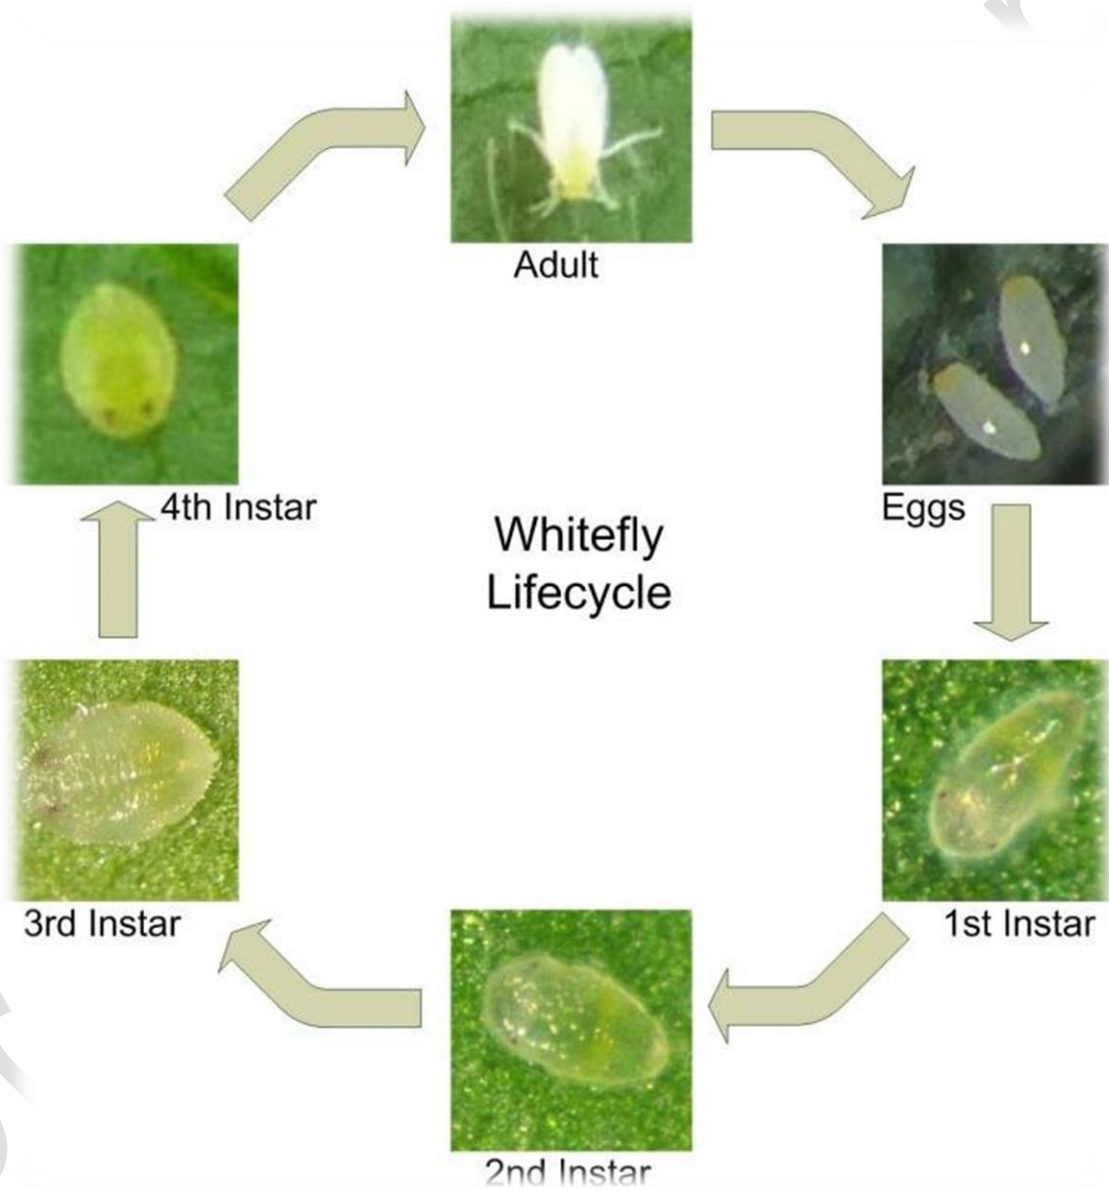 Adult
4th Instar
Eggs
Whitefly
Lifecycle
3rd Instar
1st Instar
2nd Instar